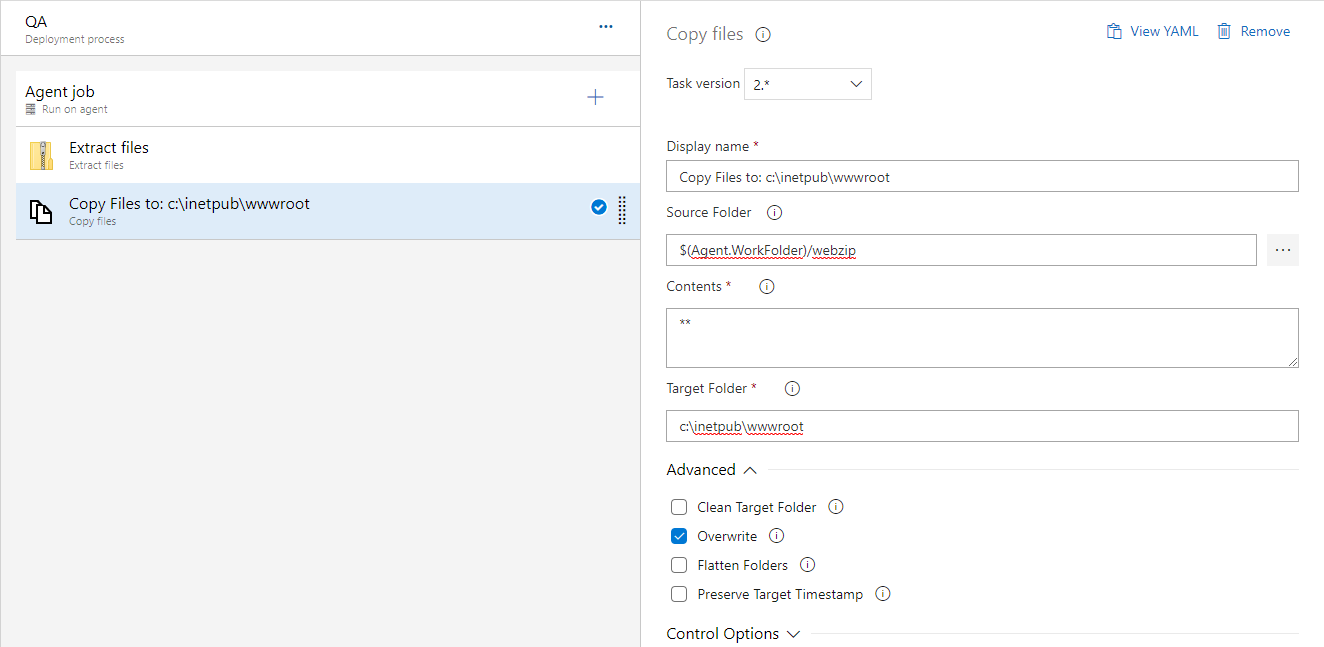 QA
Deployment process
Agent job
Run on agent
Extract files
Extract files
Copy Files to: c:\inetpub\wwwroot
Copy files
Copy files
View YAML
Remove
Task version 2.*
Display name *
Copy Files to: c:\inetpub\wwwroot
Source Folder
$(Agent.WorkFolder)/webzip
Contents *
**
Target Folder *
c:\inetpub\wwwroot
Advanced
Clean Target Folder
Overwrite
Flatten Folders
Preserve Target Timestamp
Control Options